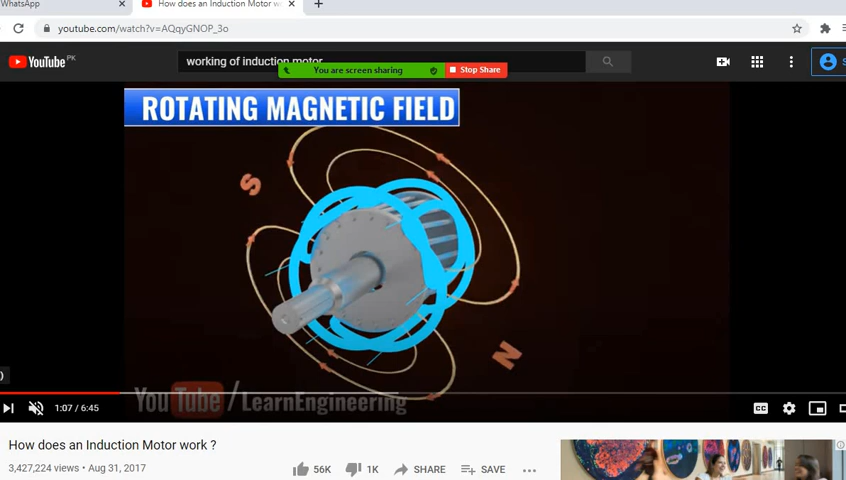 WhatsApp
How does an Induction Motor w
youtube.com/watch?v=AQqyGNOP_3o
YouTube PK
working of induction motor
You are screen sharing
Stop Share
ROTATING MAGNETIC FIELD
S
N
YouTube / LearnEngineering
1:07 / 6:45
CC
How does an Induction Motor work ?
3,427,224 views • Aug 31, 2017
56K
1K
SHARE
SAVE